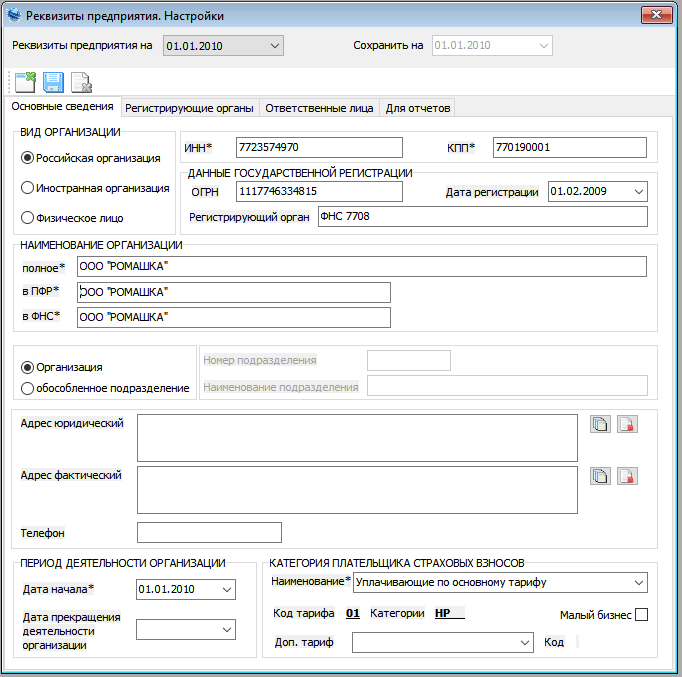 Реквизиты предприятия. Настройки
Реквизиты предприятия на 01.01.2010 Сохранить на 01.01.2010
Основные сведения Регистрирующие органы Ответственные лица Для отчетов
ВИД ОРГАНИЗАЦИИ
Российская организация
Иностранная организация
Физическое лицо
ИНН* 7723574970 КПП* 770190001
ДАННЫЕ ГОСУДАРСТВЕННОЙ РЕГИСТРАЦИИ
ОГРН 1117746334815 Дата регистрации 01.02.2009
Регистрирующий орган ФНС 7708
НАИМЕНОВАНИЕ ОРГАНИЗАЦИИ
полное* ООО "РОМАШКА"
в ПФР* ООО "РОМАШКА"
в ФНС* ООО "РОМАШКА"
Организация
обособленное подразделение
Номер подразделения
Наименование подразделения
Адрес юридический
Адрес фактический
Телефон
ПЕРИОД ДЕЯТЕЛЬНОСТИ ОРГАНИЗАЦИИ
Дата начала* 01.01.2010
Дата прекращения
деятельности
организации
КАТЕГОРИЯ ПЛАТЕЛЬЩИКА СТРАХОВЫХ ВЗНОСОВ
Наименование* Уплачивающие по основному тарифу
Код тарифа 01 Категории НР Малый бизнес
Доп. тариф Код